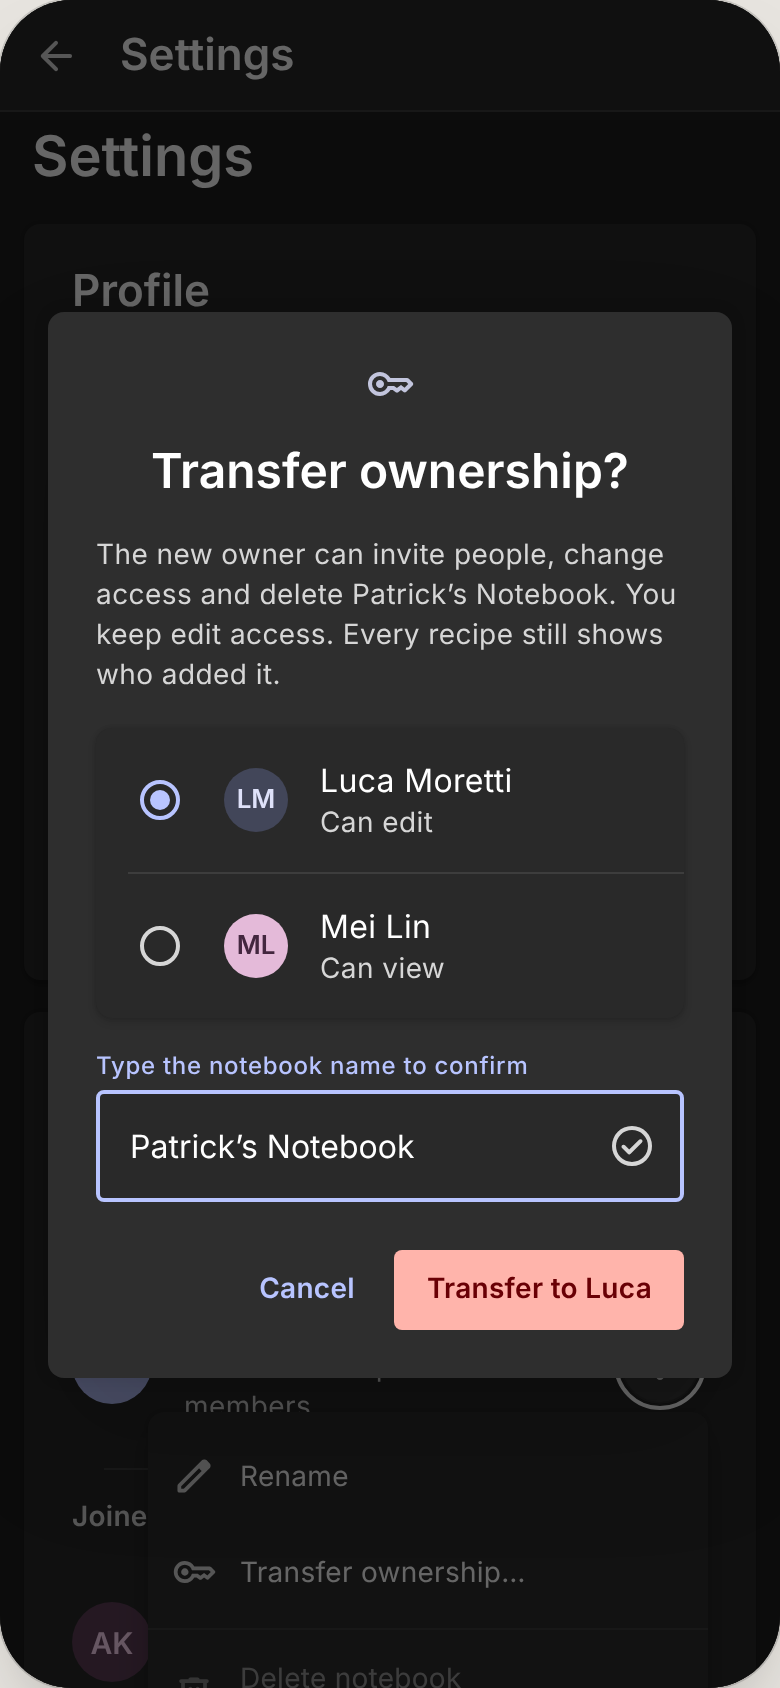 Settings
Settings
Profile
Transfer ownership?
The new owner can invite people, change
access and delete Patrick’s Notebook. You
keep edit access. Every recipe still shows
who added it.
LM
Luca Moretti
Can edit
ML
Mei Lin
Can view
Type the notebook name to confirm
Patrick’s Notebook
Cancel
Transfer to Luca
members
Rename
Joine
Transfer ownership...
AK
Delete notebook